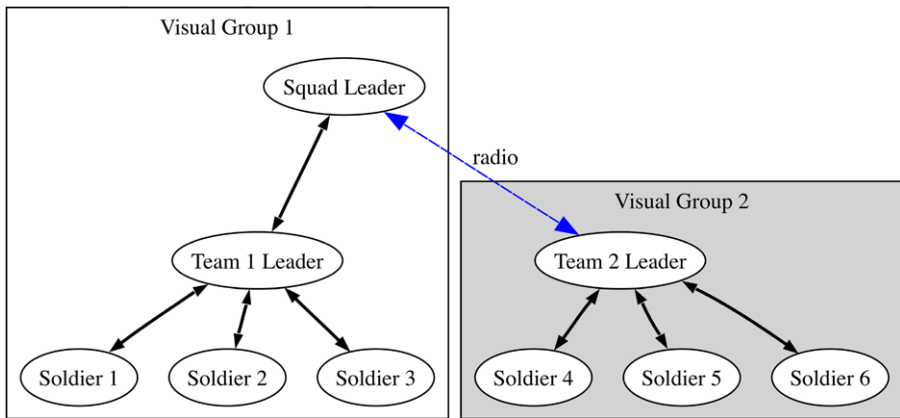 Visual Group 1
Squad Leader
radio
Visual Group 2
Team 1 Leader
Team 2 Leader
Soldier 1
Soldier 2
Soldier 3
Soldier 4
Soldier 5
Soldier 6